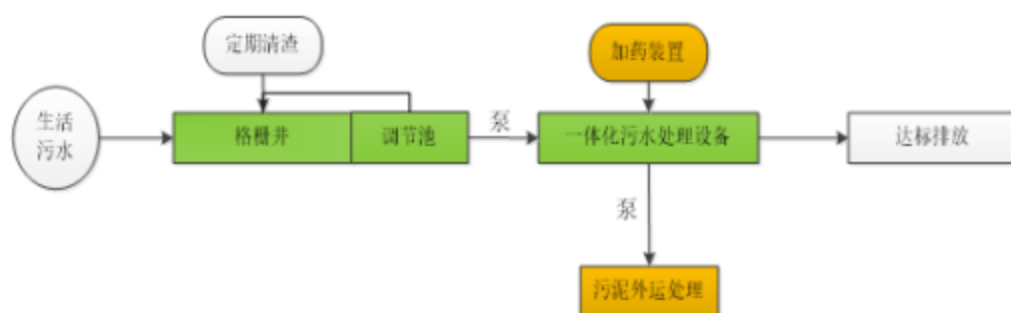 定期清渣
加药装置
生活
污水
格栅井
调节池
泵
一体化污水处理设备
达标排放
泵
污泥外运处理